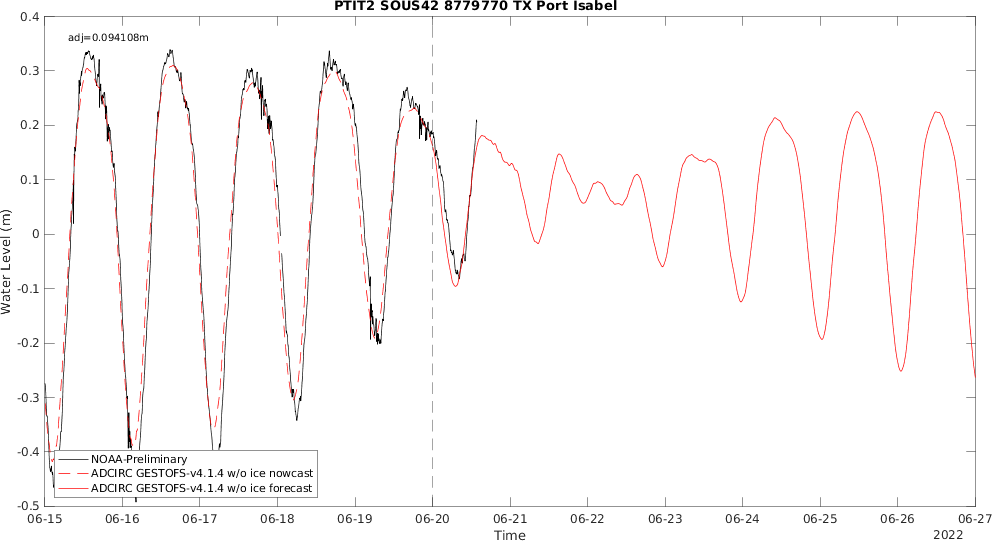 PTIT2 SOUS42 8779770 TX Port Isabel
adj=0.094108m
0.4
0.3
0.2
0.1
0
-0.1
-0.2
-0.3
-0.4
-0.5
Water Level (m)
NOAA-Preliminary
ADCIRC GESTOFS-v4.1.4 w/o ice nowcast
ADCIRC GESTOFS-v4.1.4 w/o ice forecast
06-15 06-16 06-17 06-18 06-19 06-20 06-21 06-22 06-23 06-24 06-25 06-26 06-27
Time
2022